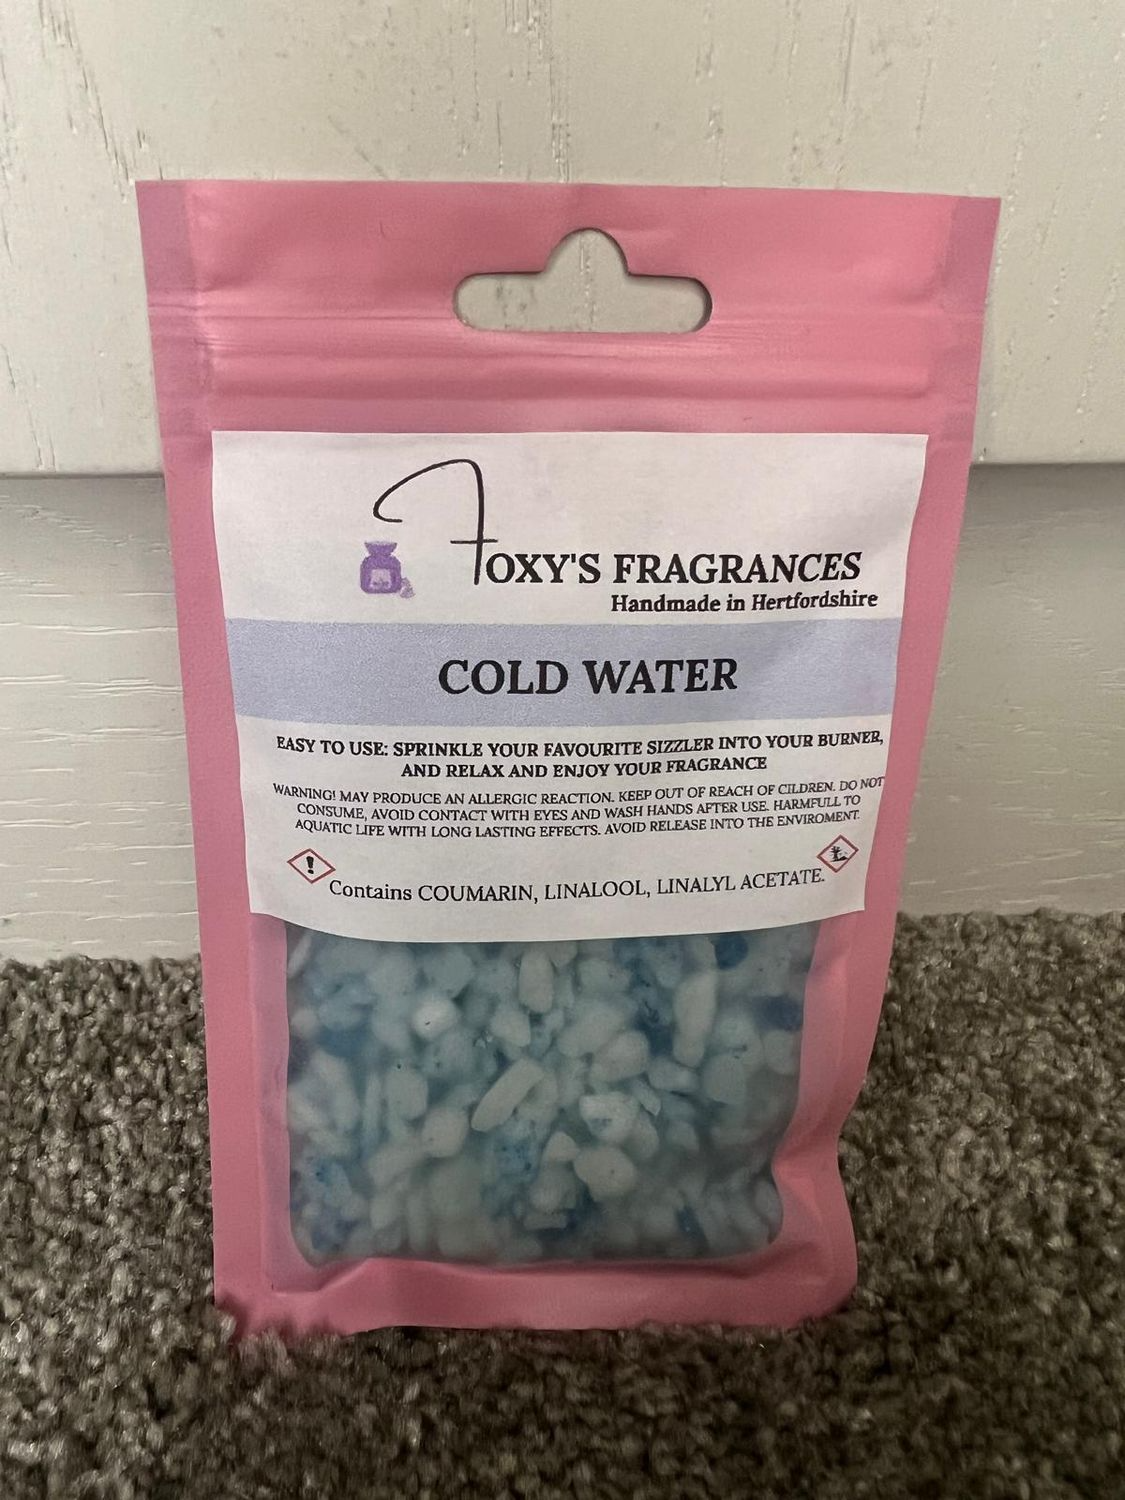 FOXY'S FRAGRANCES
Handmade in Hertfordshire
COLD WATER
EASY TO USE: SPRINKLE YOUR FAVOURITE SIZZLER INTO YOUR BURNER,
AND RELAX AND ENJOY YOUR FRAGRANCE
WARNING! MAY PRODUCE AN ALLERGIC REACTION. KEEP OUT OF REACH OF CILDREN. DO NOT
CONSUME, AVOID CONTACT WITH EYES AND WASH HANDS AFTER USE. HARMFULL TO
AQUATIC LIFE WITH LONG LASTING EFFECTS. AVOID RELEASE INTO THE ENVIROMENT.
Contains COUMARIN, LINALOOL, LINALYL ACETATE.